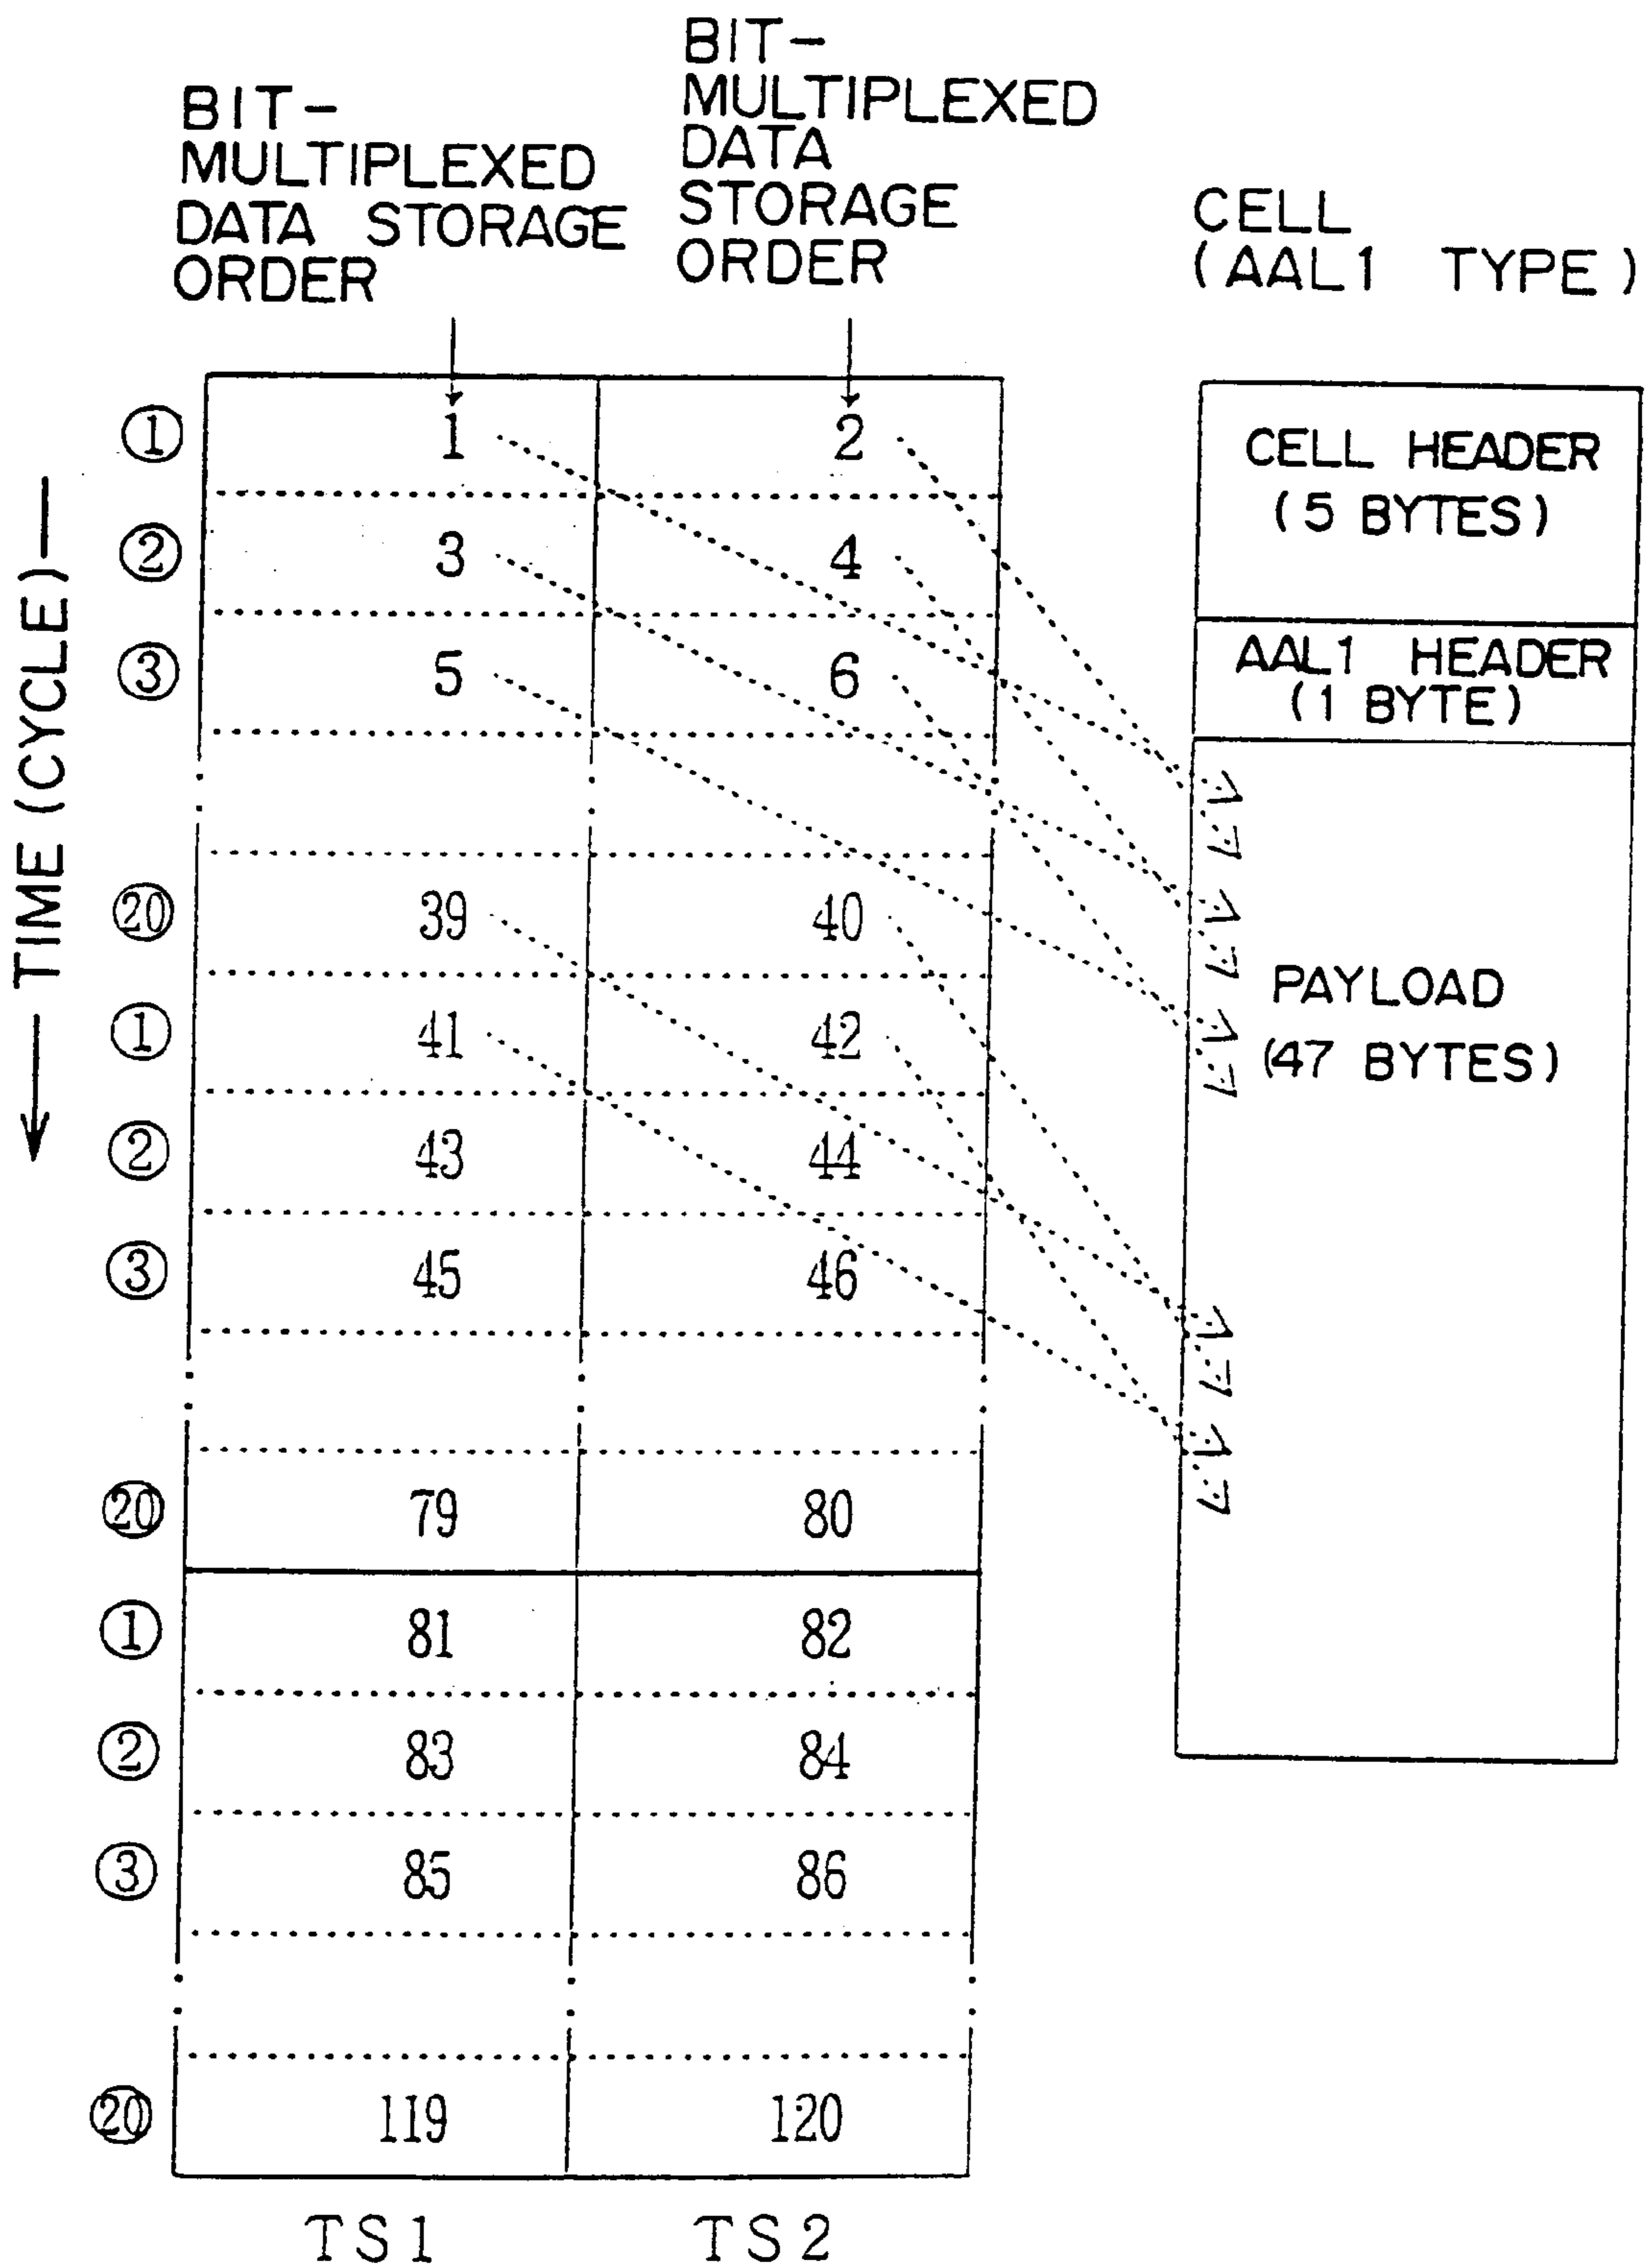 BIT-
MULTIPLEXED
DATA STORAGE
ORDER
BIT-
MULTIPLEXED
DATA
STORAGE
ORDER
CELL
(AAL1 TYPE)
TIME (CYCLE)
① 1 2
② 3 4
③ 5 6
⑳ 39 40
① 41 42
② 43 44
③ 45 46
⑳ 79 80
① 81 82
② 83 84
③ 85 86
⑳ 119 120
TS1 TS2
CELL HEADER
(5 BYTES)
AAL1 HEADER
(1 BYTE)
PAYLOAD
(47 BYTES)